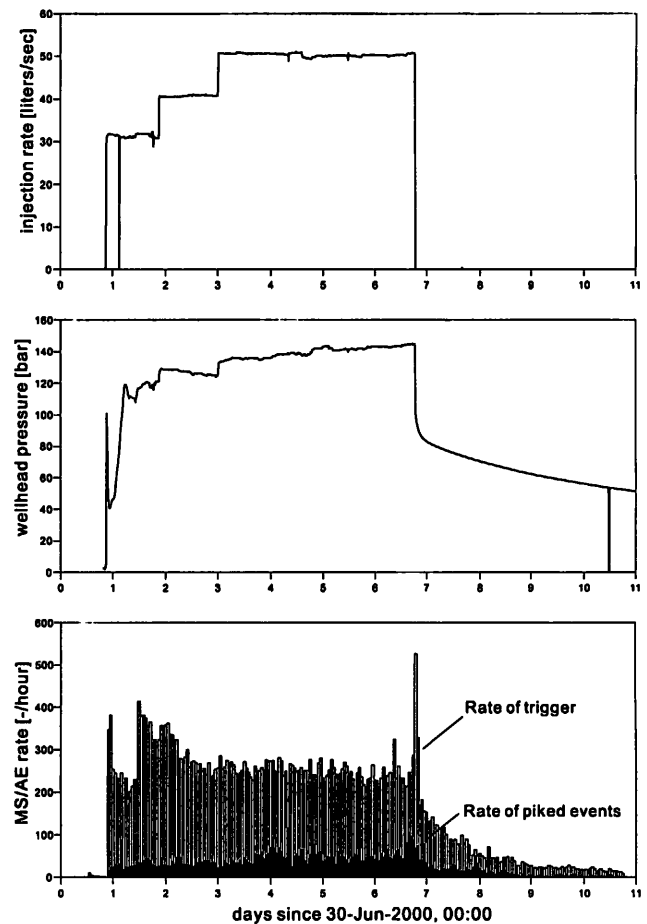 injection rate [liters/sec]
60
50
40
30
20
10
0
0 1 2 3 4 5 6 7 8 9 10 11
wellhead pressure [bar]
160
140
120
100
80
60
40
20
0
0 1 2 3 4 5 6 7 8 9 10 11
MS/AE rate [-/hour]
600
500
400
300
200
100
0
Rate of trigger
Rate of piked events
0 1 2 3 4 5 6 7 8 9 10 11
days since 30-Jun-2000, 00:00